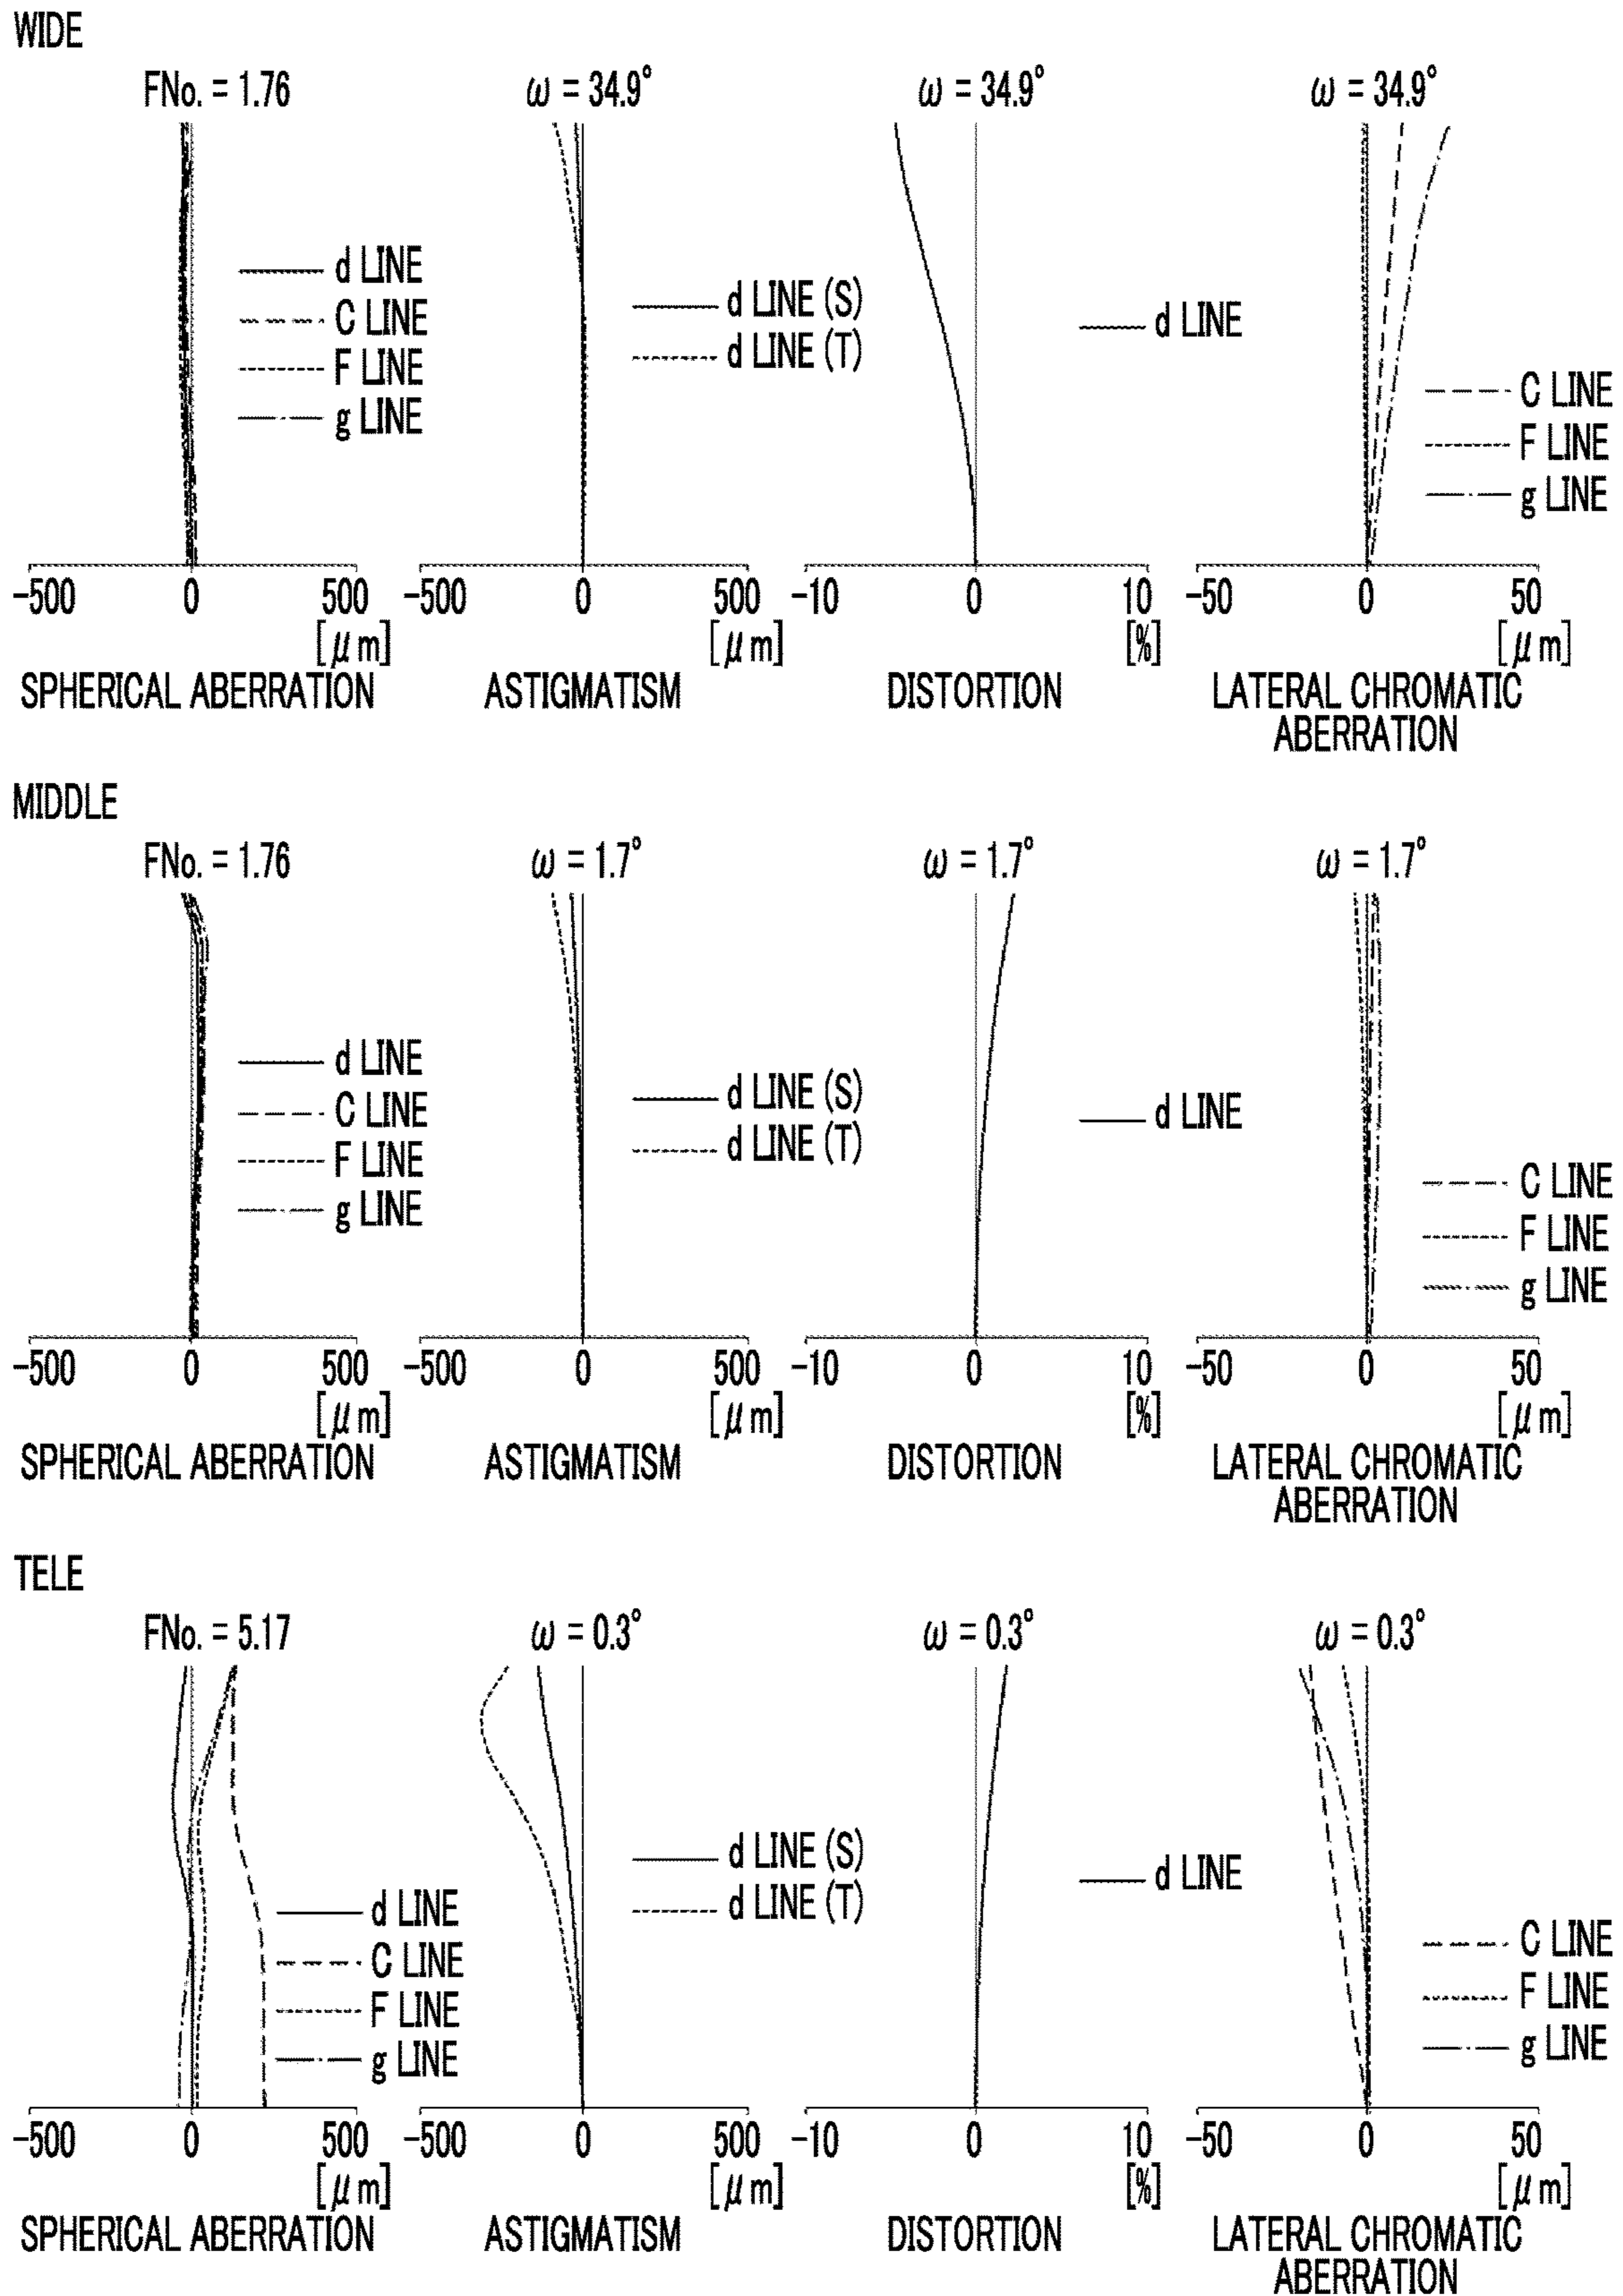 WIDE
FNo. = 1.76
ω = 34.9°
ω = 34.9°
ω = 34.9°
d LINE
C LINE
F LINE
g LINE
d LINE (S)
d LINE (T)
d LINE
C LINE
F LINE
g LINE
-500 0 500
[μm]
-500 0 500
[μm]
-10 0 10
[%]
-50 0 50
[μm]
SPHERICAL ABERRATION
ASTIGMATISM
DISTORTION
LATERAL CHROMATIC
ABERRATION
MIDDLE
FNo. = 1.76
ω = 1.7°
ω = 1.7°
ω = 1.7°
d LINE
C LINE
F LINE
g LINE
d LINE (S)
d LINE (T)
d LINE
C LINE
F LINE
g LINE
-500 0 500
[μm]
-500 0 500
[μm]
-10 0 10
[%]
-50 0 50
[μm]
SPHERICAL ABERRATION
ASTIGMATISM
DISTORTION
LATERAL CHROMATIC
ABERRATION
TELE
FNo. = 5.17
ω = 0.3°
ω = 0.3°
ω = 0.3°
d LINE
C LINE
F LINE
g LINE
d LINE (S)
d LINE (T)
d LINE
C LINE
F LINE
g LINE
-500 0 500
[μm]
-500 0 500
[μm]
-10 0 10
[%]
-50 0 50
[μm]
SPHERICAL ABERRATION
ASTIGMATISM
DISTORTION
LATERAL CHROMATIC
ABERRATION